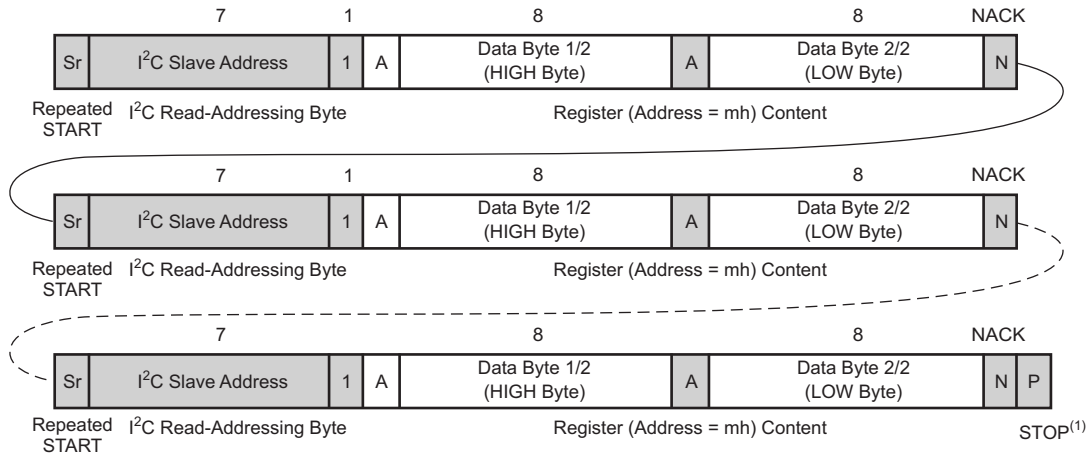 7 1 8 8 NACK
Sr I²C Slave Address 1 A Data Byte 1/2 (HIGH Byte) A Data Byte 2/2 (LOW Byte) N
Repeated START I²C Read-Addressing Byte Register (Address = mh) Content
7 1 8 8 NACK
Sr I²C Slave Address 1 A Data Byte 1/2 (HIGH Byte) A Data Byte 2/2 (LOW Byte) N
Repeated START I²C Read-Addressing Byte Register (Address = mh) Content
7 1 8 8 NACK
Sr I²C Slave Address 1 A Data Byte 1/2 (HIGH Byte) A Data Byte 2/2 (LOW Byte) N P
Repeated START I²C Read-Addressing Byte Register (Address = mh) Content STOP⁽¹⁾